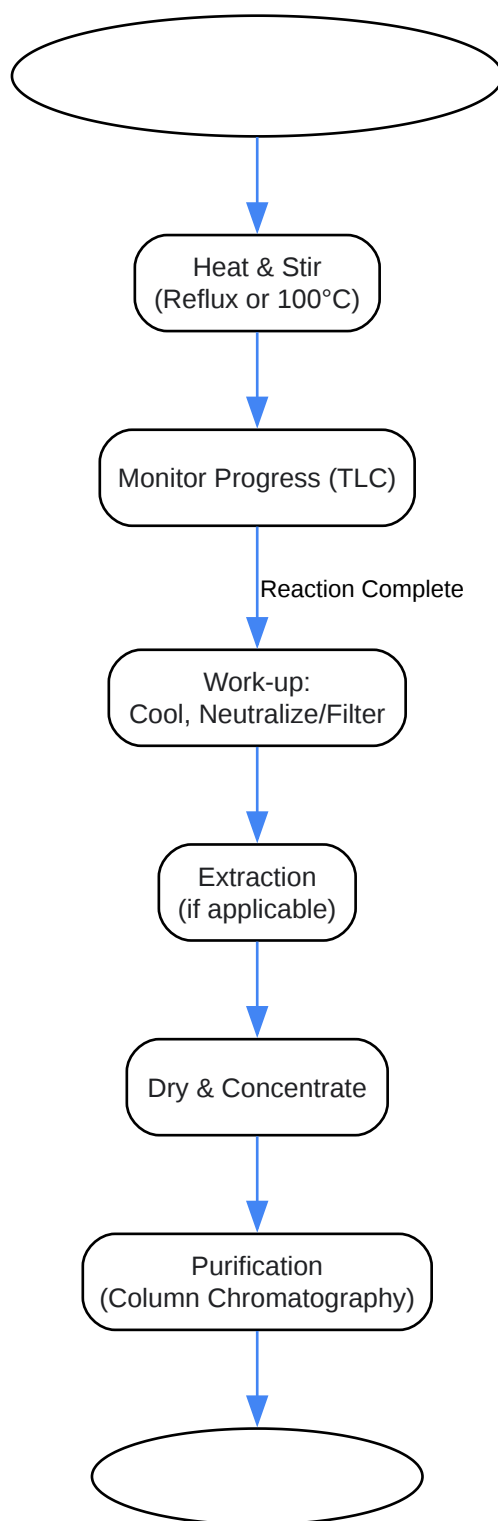 Heat & Stir
(Reflux or 100°C)
Monitor Progress (TLC)
Reaction Complete
Work-up:
Cool, Neutralize/Filter
Extraction
(if applicable)
Dry & Concentrate
Purification
(Column Chromatography)